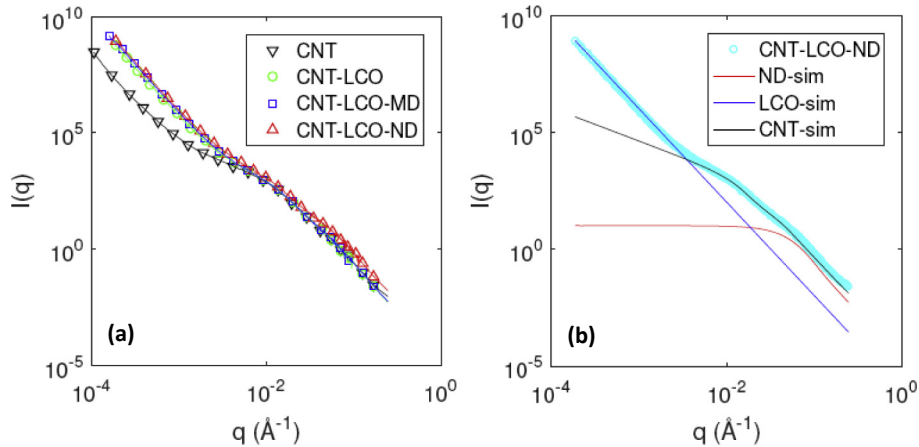 10^10
10^5
10^0
10^-5
I(q)
CNT
CNT-LCO
CNT-LCO-MD
CNT-LCO-ND
(a)
10^-4
10^-2
10^0
q (Å^-1)
10^10
10^5
10^0
10^-5
I(q)
CNT-LCO-ND
ND-sim
LCO-sim
CNT-sim
(b)
10^-4
10^-2
10^0
q (Å^-1)